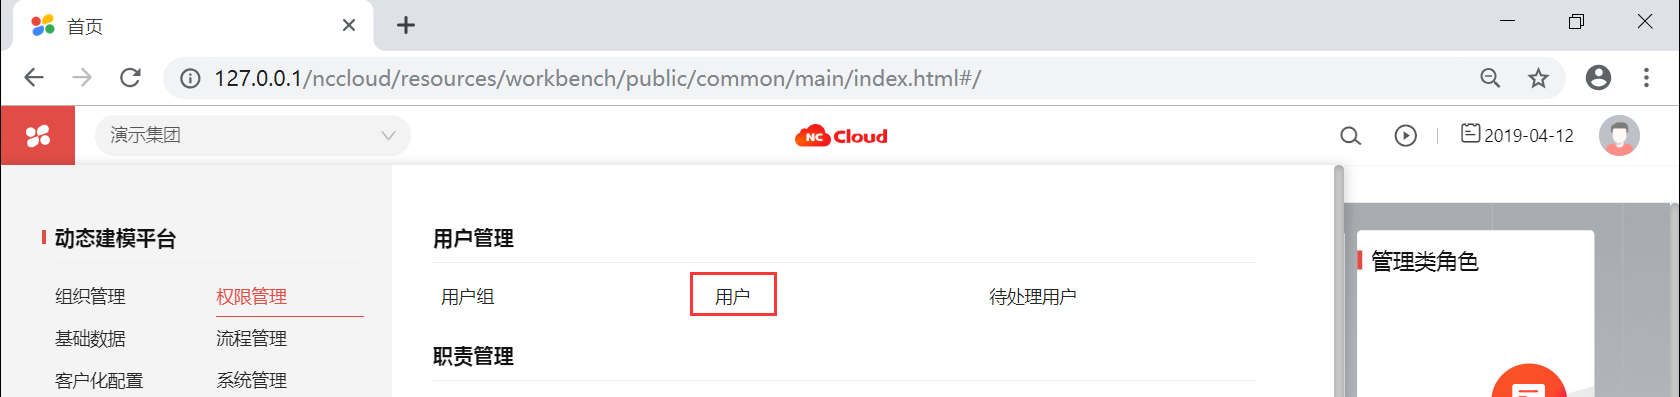 首页
127.0.0.1/nccloud/resources/workbench/public/common/main/index.html#/
演示集团
NC Cloud
2019-04-12
动态建模平台
用户管理
管理类角色
组织管理 权限管理
用户组 用户 待处理用户
基础数据 流程管理
职责管理
客户化配置 系统管理